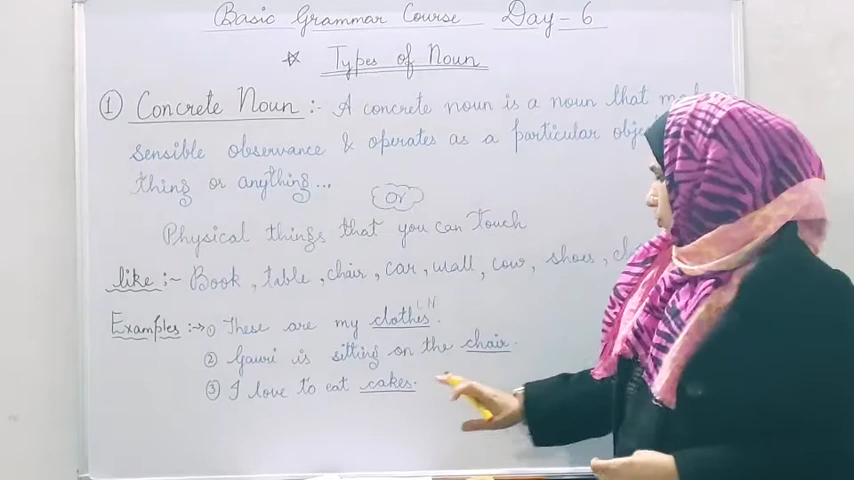 Basic Grammar Course Day-6
☆ Types of Noun
① Concrete Noun :- A concrete noun is a noun that
Sensible observance & operates as a particular
thing or anything...
or
Physical things that you can Touch
like :- Book, table, chair, car, wall, cow, shoes,
Examples :→ ① These are my clothes.
② Gauri is sitting on the chair.
③ I love to eat cakes.